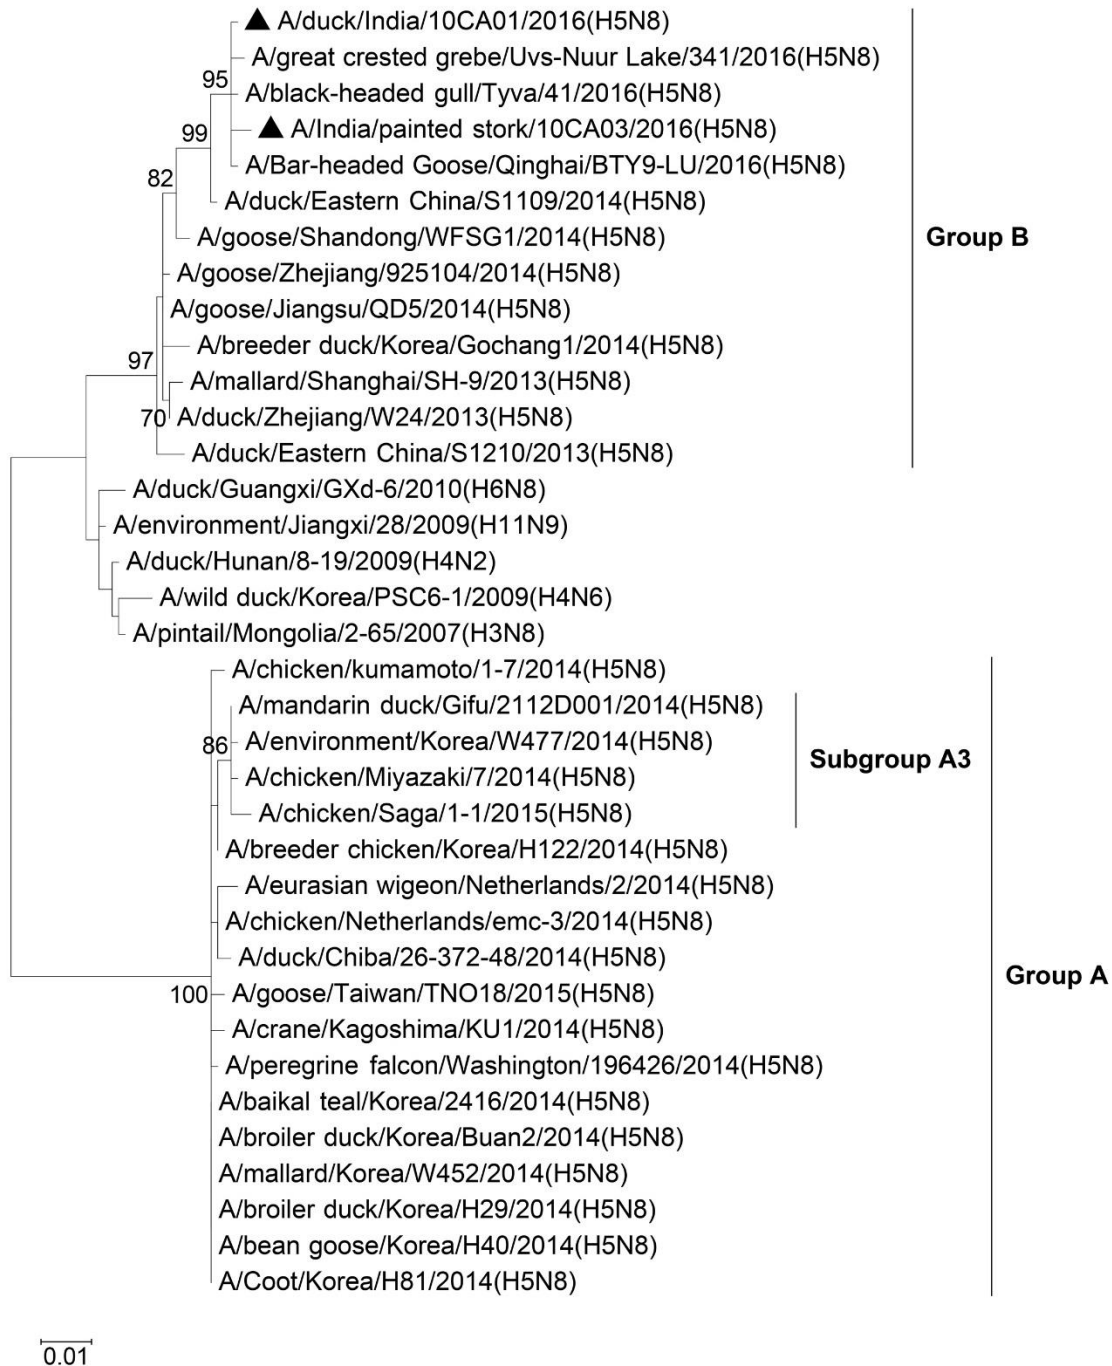 ▲ A/duck/India/10CA01/2016(H5N8)
A/great crested grebe/Uvs-Nuur Lake/341/2016(H5N8)
95
A/black-headed gull/Tyva/41/2016(H5N8)
▲ A/India/painted stork/10CA03/2016(H5N8)
99
A/Bar-headed Goose/Qinghai/BTY9-LU/2016(H5N8)
82
A/duck/Eastern China/S1109/2014(H5N8)
A/goose/Shandong/WFSG1/2014(H5N8)
Group B
A/goose/Zhejiang/925104/2014(H5N8)
A/goose/Jiangsu/QD5/2014(H5N8)
A/breeder duck/Korea/Gochang1/2014(H5N8)
97
A/mallard/Shanghai/SH-9/2013(H5N8)
70
A/duck/Zhejiang/W24/2013(H5N8)
A/duck/Eastern China/S1210/2013(H5N8)
A/duck/Guangxi/GXd-6/2010(H6N8)
A/environment/Jiangxi/28/2009(H11N9)
A/duck/Hunan/8-19/2009(H4N2)
A/wild duck/Korea/PSC6-1/2009(H4N6)
A/pintail/Mongolia/2-65/2007(H3N8)
A/chicken/kumamoto/1-7/2014(H5N8)
A/mandarin duck/Gifu/2112D001/2014(H5N8)
86
A/environment/Korea/W477/2014(H5N8)
Subgroup A3
A/chicken/Miyazaki/7/2014(H5N8)
A/chicken/Saga/1-1/2015(H5N8)
A/breeder chicken/Korea/H122/2014(H5N8)
A/eurasian wigeon/Netherlands/2/2014(H5N8)
A/chicken/Netherlands/emc-3/2014(H5N8)
A/duck/Chiba/26-372-48/2014(H5N8)
Group A
100
A/goose/Taiwan/TNO18/2015(H5N8)
A/crane/Kagoshima/KU1/2014(H5N8)
A/peregrine falcon/Washington/196426/2014(H5N8)
A/baikal teal/Korea/2416/2014(H5N8)
A/broiler duck/Korea/Buan2/2014(H5N8)
A/mallard/Korea/W452/2014(H5N8)
A/broiler duck/Korea/H29/2014(H5N8)
A/bean goose/Korea/H40/2014(H5N8)
A/Coot/Korea/H81/2014(H5N8)
0.01